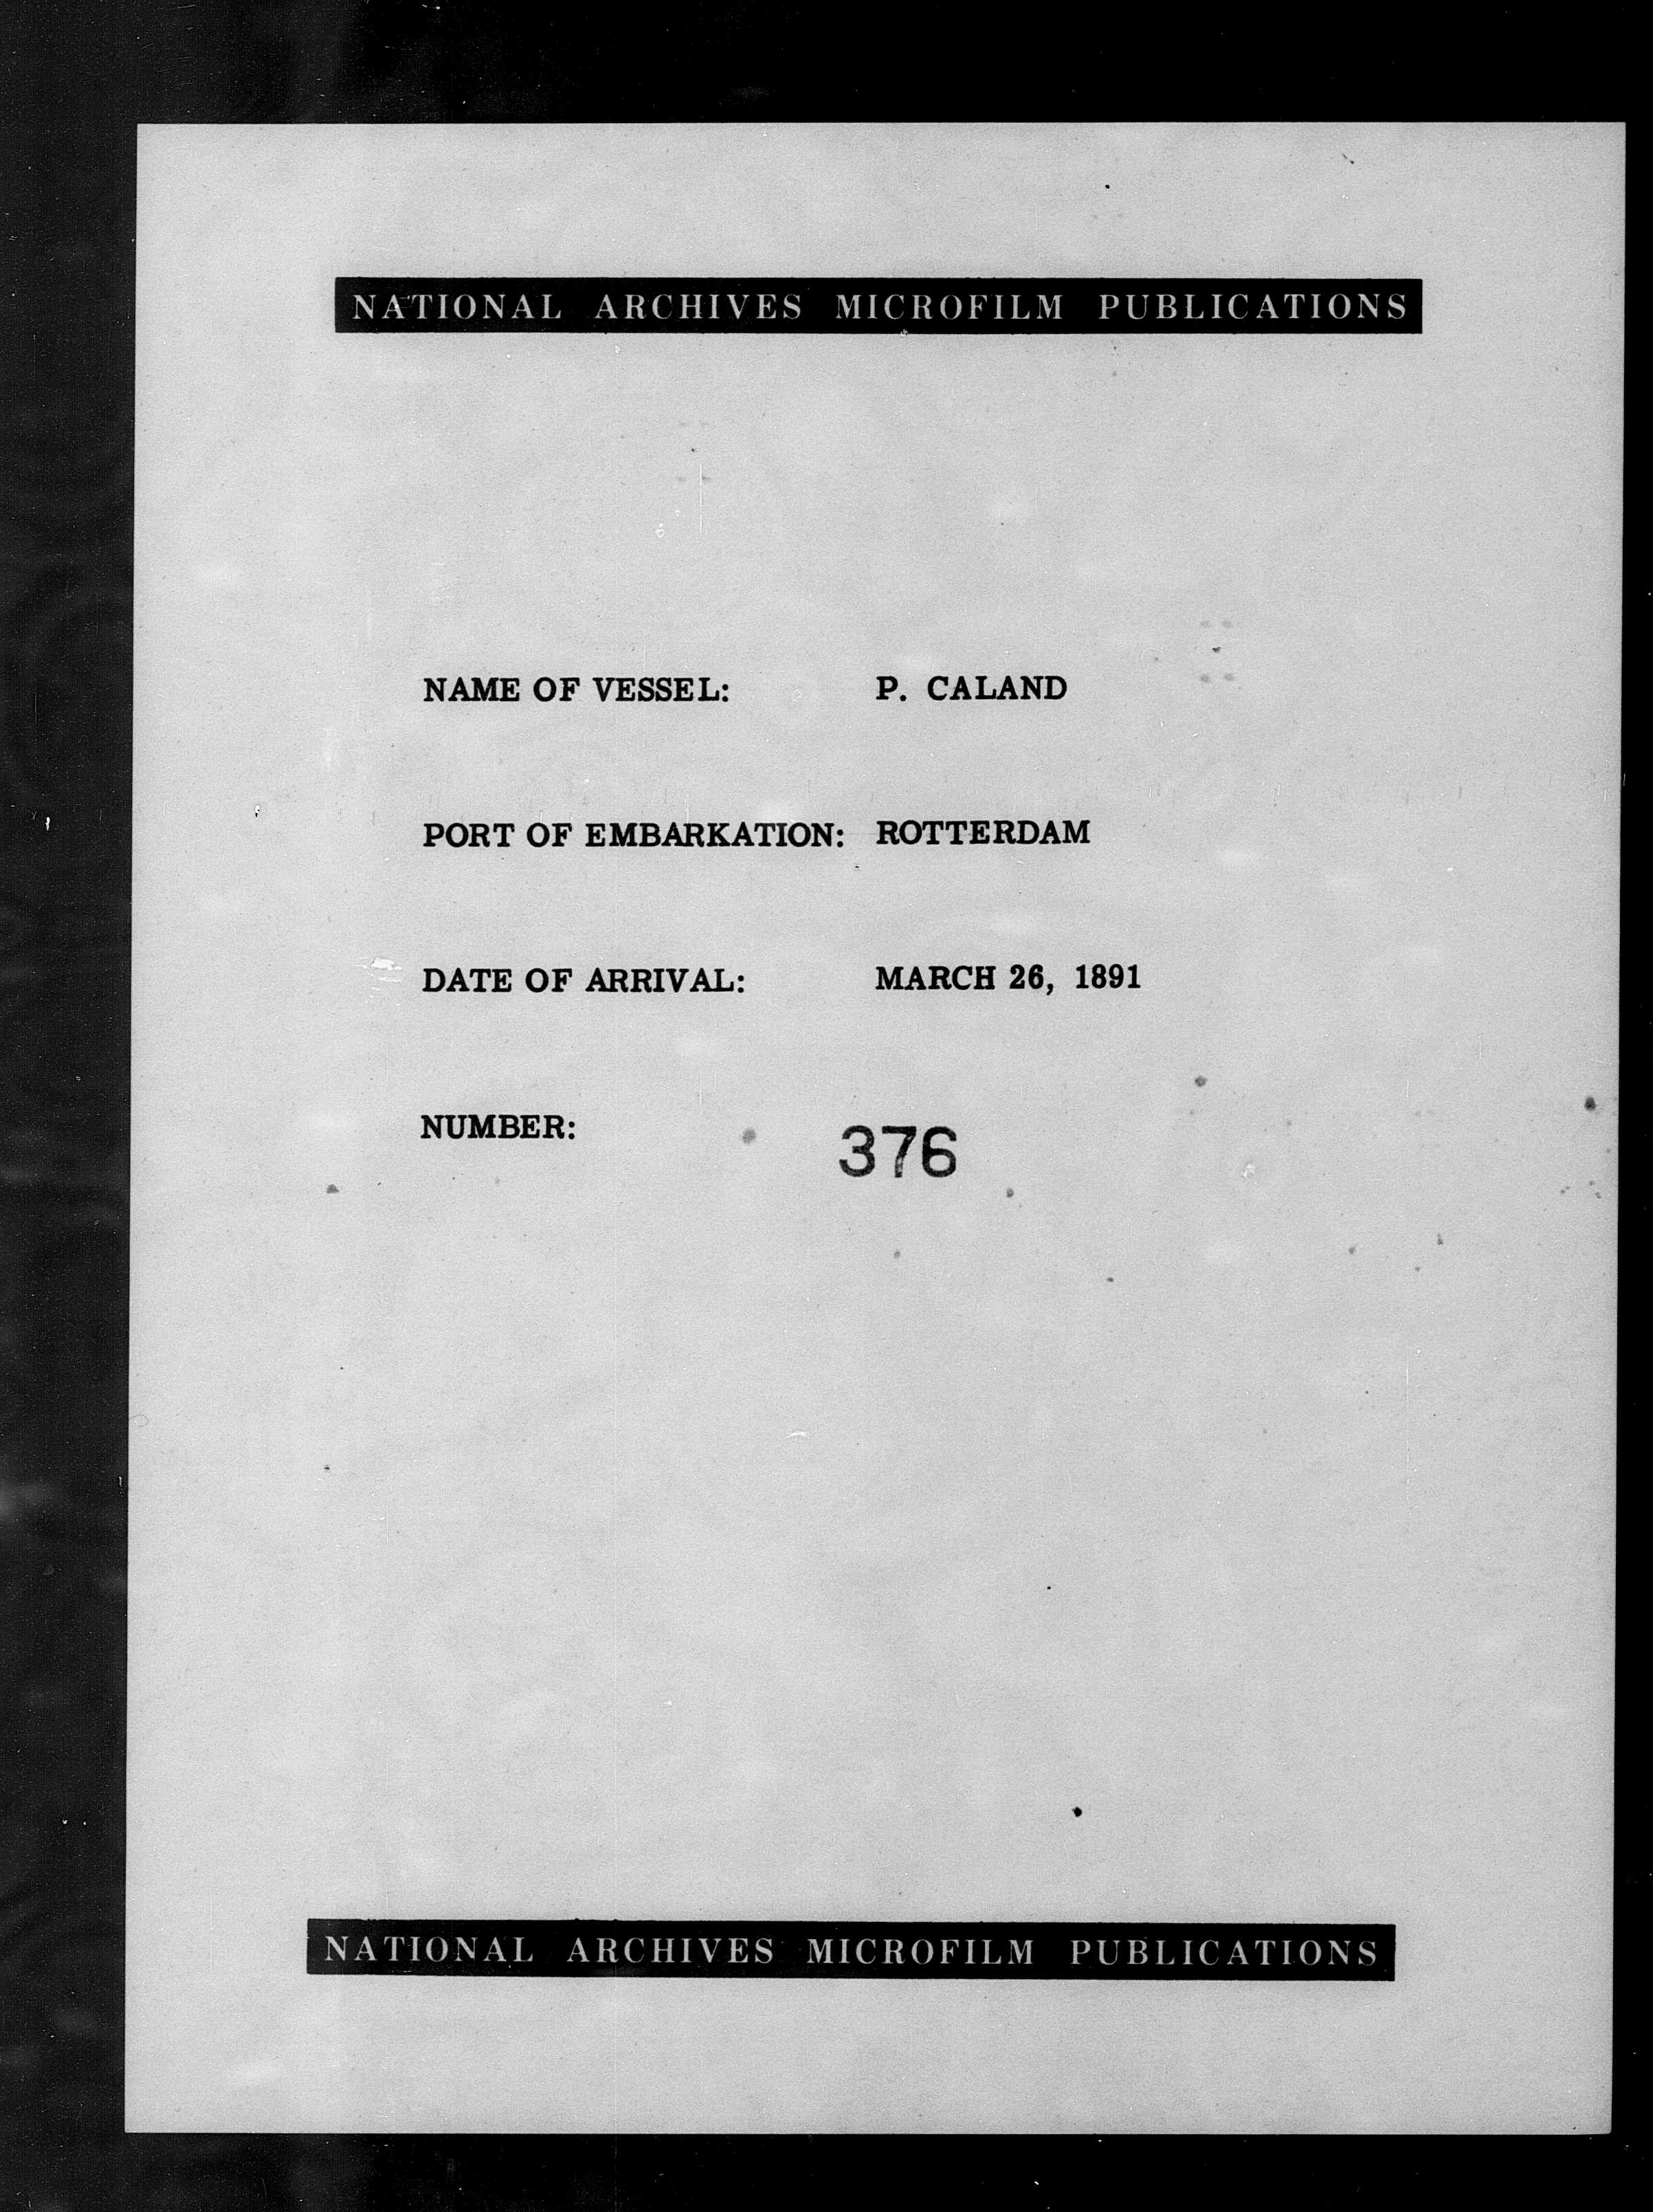 NATIONAL ARCHIVES MICROFILM PUBLICATIONS
NAME OF VESSEL: P. CALAND
PORT OF EMBARKATION: ROTTERDAM
DATE OF ARRIVAL: MARCH 26, 1891
NUMBER: 376
NATIONAL ARCHIVES MICROFILM PUBLICATIONS